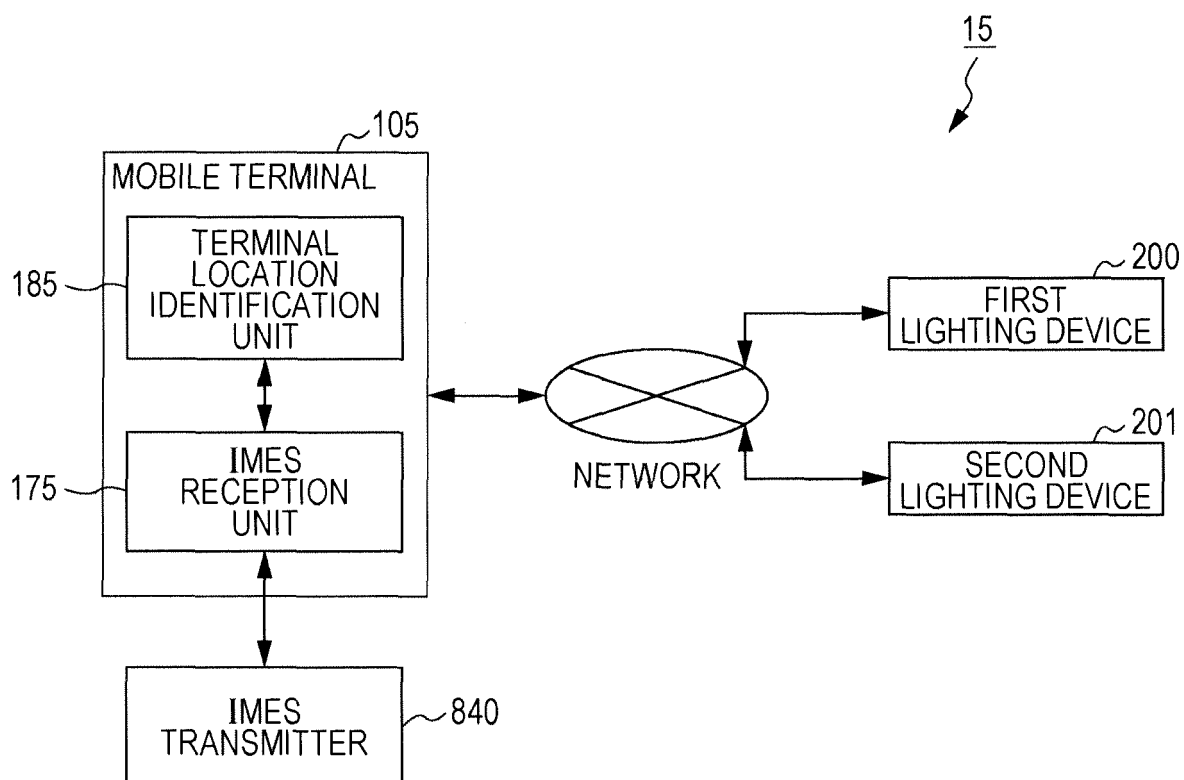 15
105
MOBILE TERMINAL
TERMINAL
LOCATION
IDENTIFICATION
UNIT
185
IMES
RECEPTION
UNIT
175
IMES
TRANSMITTER
840
NETWORK
200
FIRST
LIGHTING DEVICE
201
SECOND
LIGHTING DEVICE